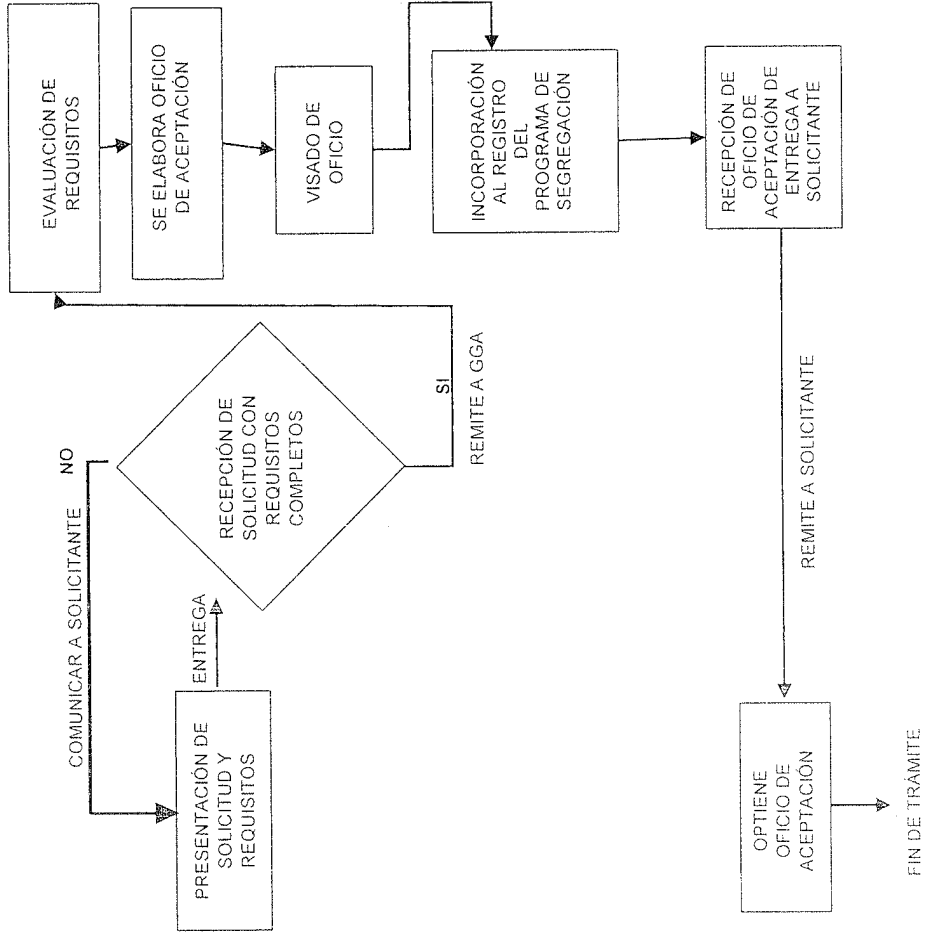 COMUNICAR A SOLICITANTE
NO
PRESENTACIÓN DE
SOLICITUD Y
REQUISITOS
ENTREGA
RECEPCIÓN DE
SOLICITUD CON
REQUISITOS
COMPLETOS
SI
REMITE A GGA
EVALUACIÓN DE
REQUISITOS
SE ELABORA OFICIO
DE ACEPTACIÓN
VISADO DE
OFICIO
INCORPORACIÓN
AL REGISTRO
DEL
PROGRAMA DE
SEGREGACIÓN
RECEPCIÓN DE
OFICIO DE
ACEPTACIÓN DE
ENTREGA A
SOLICITANTE
REMITE A SOLICITANTE
OPTIENE
OFICIO DE
ACEPTACIÓN
FIN DE TRÁMITE